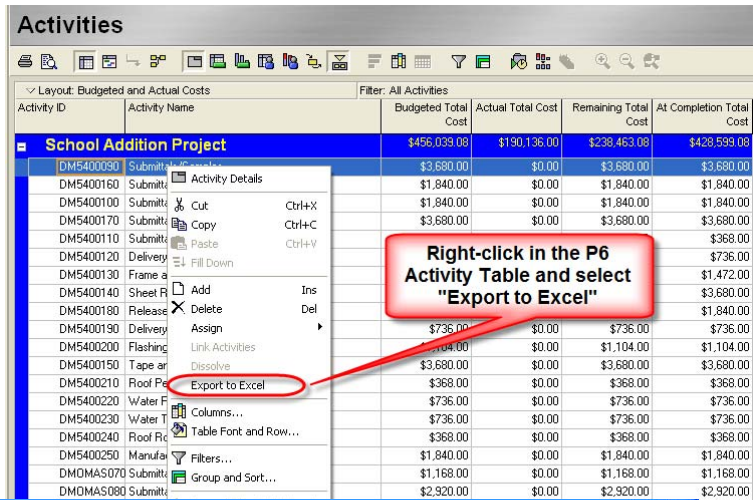 Activities
Layout: Budgeted and Actual Costs Filter: All Activities
Activity ID Activity Name Budgeted Total Cost Actual Total Cost Remaining Total Cost At Completion Total Cost
School Addition Project $456,039.08 $190,136.00 $238,463.08 $428,599.08
DM5400090 Submittals/Samples $3,680.00 $0.00 $3,680.00 $3,680.00
DM5400160 Submitta $1,840.00 $0.00 $1,840.00 $1,840.00
DM5400100 Submitta $1,840.00 $0.00 $1,840.00 $1,840.00
DM5400170 Submitta $3,680.00 $0.00 $3,680.00 $3,680.00
DM5400110 Submitta $368.00
DM5400120 Delivery $736.00
DM5400130 Frame a $1,472.00
DM5400140 Sheet R $3,680.00
DM5400180 Release $1,840.00
DM5400190 Delivery $736.00 $0.00 $736.00 $736.00
DM5400200 Flashing $1,104.00 $0.00 $1,104.00 $1,104.00
DM5400150 Tape ar $3,680.00 $0.00 $3,680.00 $3,680.00
DM5400210 Roof Pe $368.00 $0.00 $368.00 $368.00
DM5400220 Water F $736.00 $0.00 $736.00 $736.00
DM5400230 Water T $736.00 $0.00 $736.00 $736.00
DM5400240 Roof Ro $368.00 $0.00 $368.00 $368.00
DM5400250 Manufa $1,840.00 $0.00 $1,840.00 $1,840.00
DMOMAS070 Submitta $1,168.00 $0.00 $1,168.00 $1,168.00
DMOMAS080 Submitta $2,920.00 $0.00 $2,920.00 $2,920.00
Activity Details
Cut Ctrl+X
Copy Ctrl+C
Paste Ctrl+V
Fill Down
Add Ins
Delete Del
Assign
Link Activities
Dissolve
Export to Excel
Columns...
Table Font and Row...
Filters...
Group and Sort...
Right-click in the P6
Activity Table and select
"Export to Excel"